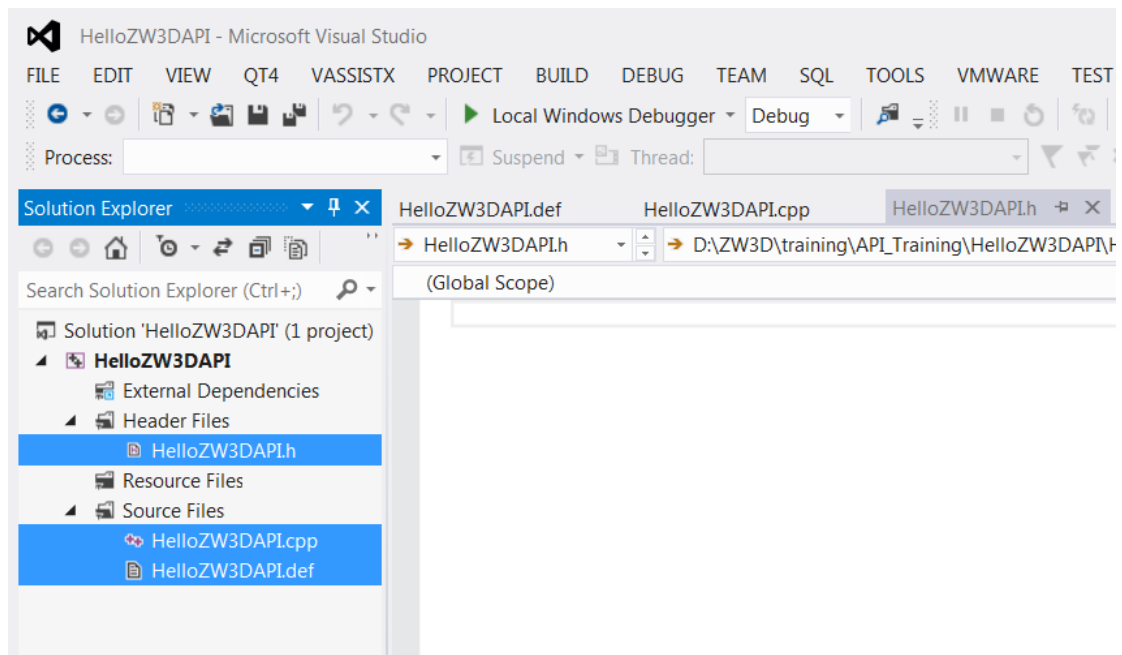 HelloZW3DAPI - Microsoft Visual Studio
FILE EDIT VIEW QT4 VASSISTX PROJECT BUILD DEBUG TEAM SQL TOOLS VMWARE TEST
Local Windows Debugger Debug
Process: Suspend Thread:
Solution Explorer
HelloZW3DAPI.def HelloZW3DAPI.cpp HelloZW3DAPI.h
HelloZW3DAPI.h D:\ZW3D\training\API_Training\HelloZW3DAPI\H
Search Solution Explorer (Ctrl+;)
(Global Scope)
Solution 'HelloZW3DAPI' (1 project)
HelloZW3DAPI
External Dependencies
Header Files
HelloZW3DAPI.h
Resource Files
Source Files
HelloZW3DAPI.cpp
HelloZW3DAPI.def